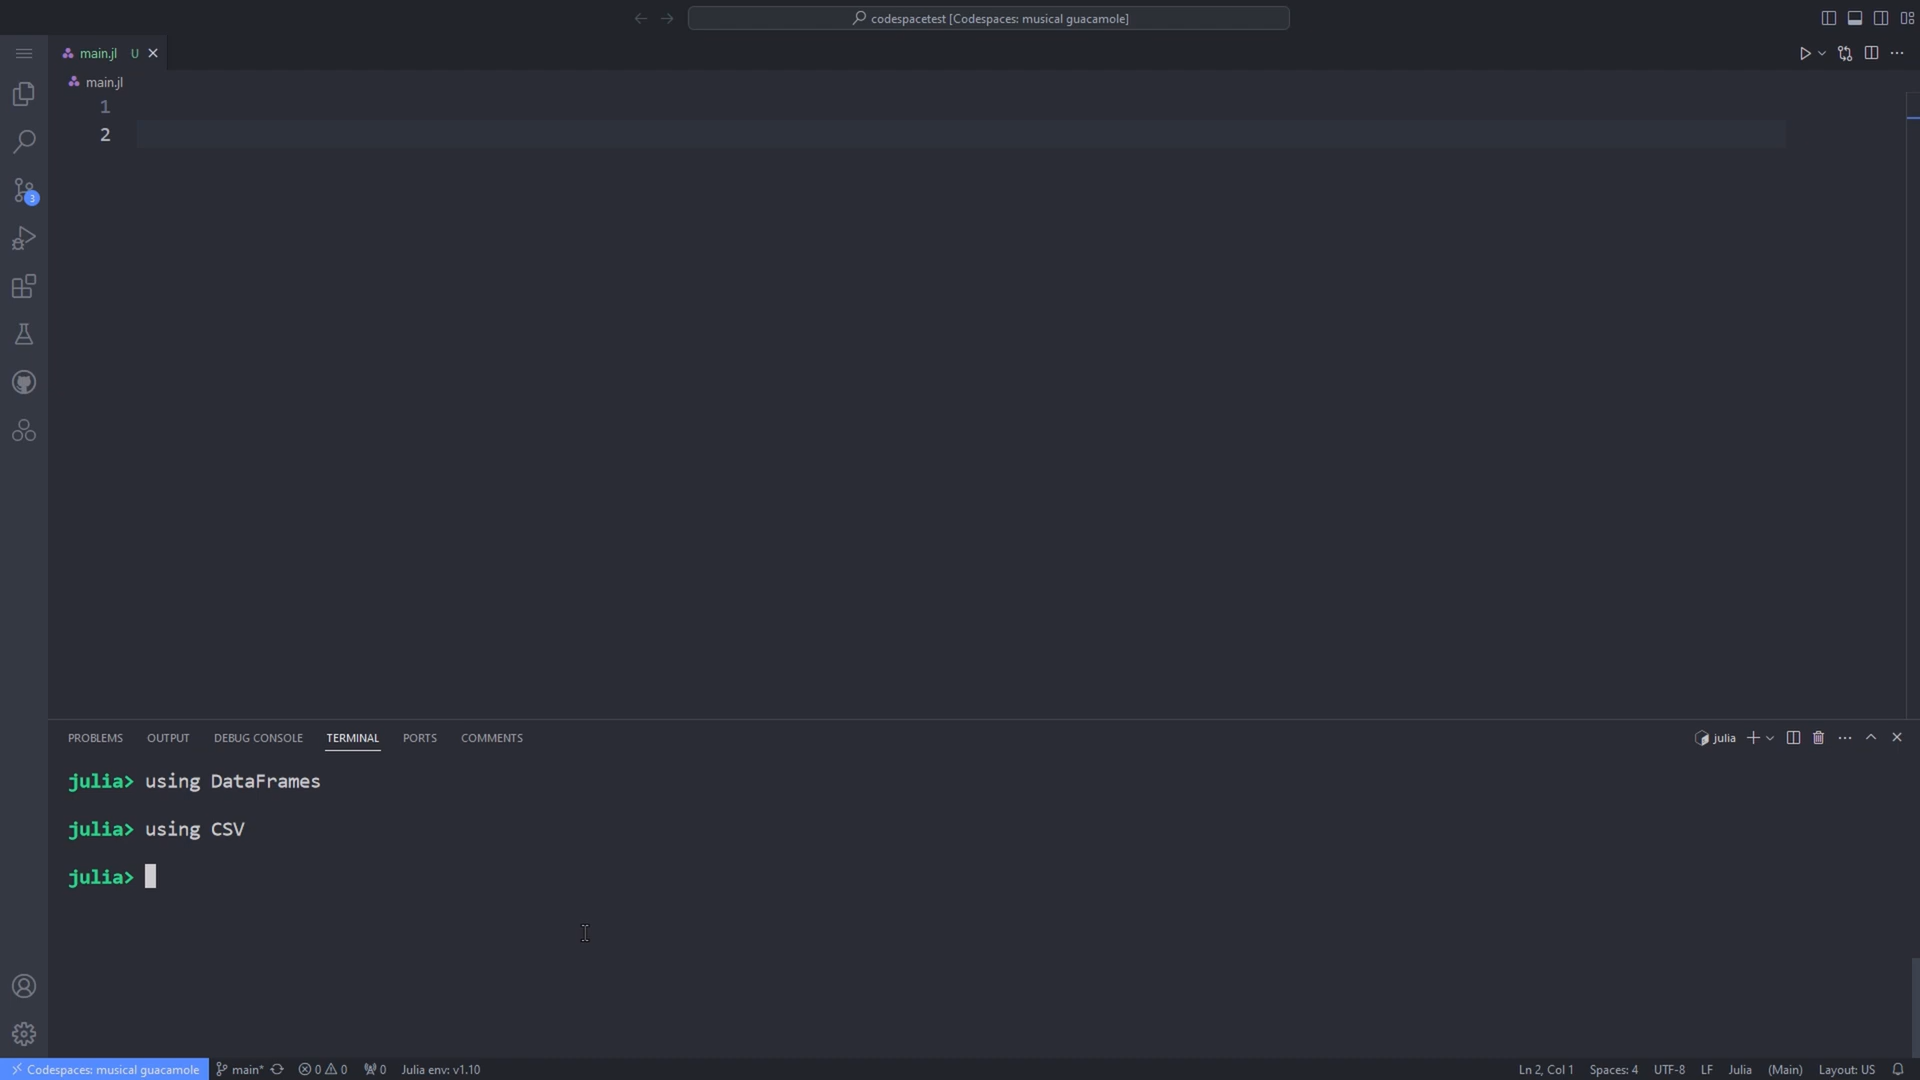 codespacetest [Codespaces: musical guacamole]
main.jl U
main.jl
1
2
3
PROBLEMS OUTPUT DEBUG CONSOLE TERMINAL PORTS COMMENTS julia
julia> using DataFrames
julia> using CSV
julia>
Codespaces: musical guacamole main* 0 0 0 Julia env: v1.10 Ln 2, Col 1 Spaces: 4 UTF-8 LF Julia (Main) Layout: US